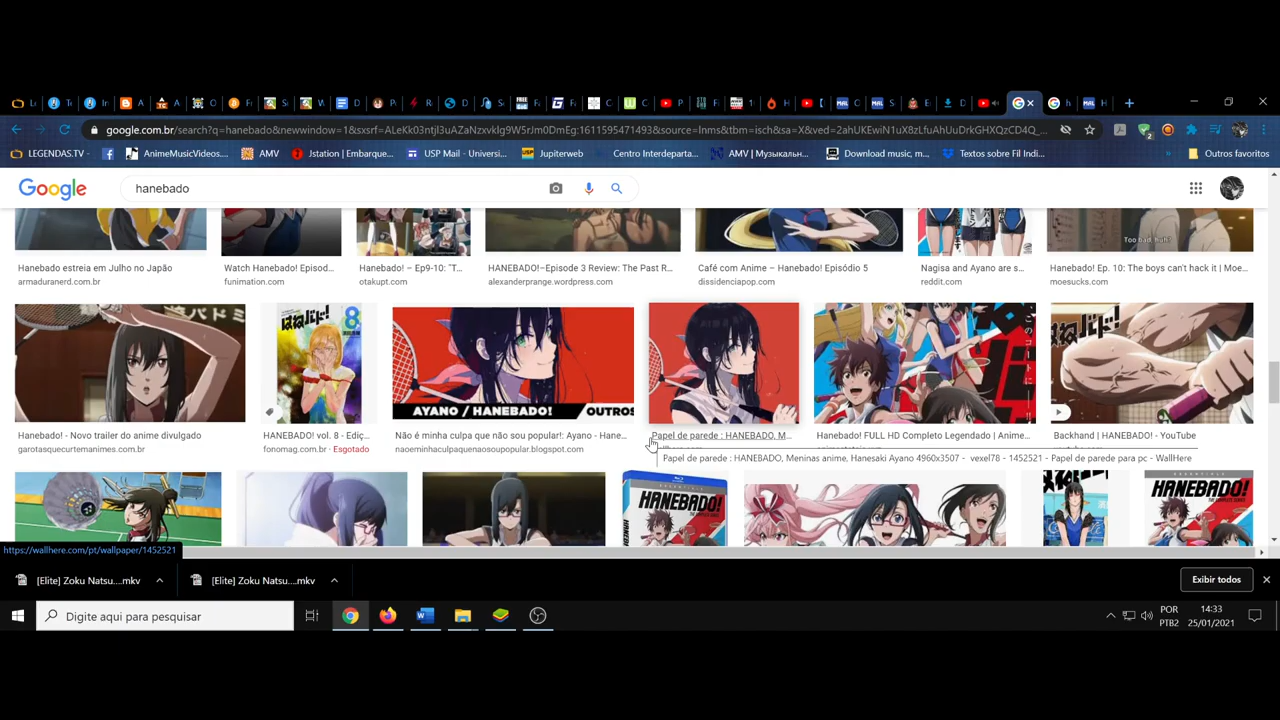 google.com.br/search?q=hanebado&newwindow=1&sxsrf=ALeKk03ntjl3uAZaNzxvkIg9W5rJm0DmEg:1611595471493&source=lnms&tbm=isch&sa=X&ved=2ahUKEwiN1uX8zLfuAhUuDrkGHXQzCD4Q_...
LEGENDAS.TV
AnimeMusicVideos...
AMV
Jstation | Embarque...
USP Mail - Universi...
Jupiterweb
Centro Interdeparta...
AMV | Музыкальн...
Download music, m...
Textos sobre Fil Indi...
Outros favoritos
Google
hanebado
Too bad, huh?
Hanebado estreia em Julho no Japão
Watch Hanebado! Episod...
Hanebado! – Ep9-10: "T...
HANEBADO!–Episode 3 Review: The Past R...
Café com Anime – Hanebado! Episódio 5
Nagisa and Ayano are s...
Hanebado! Ep. 10: The boys can't hack it | Moe...
armaduranerd.com.br
funimation.com
otakupt.com
alexanderprange.wordpress.com
dissidenciapop.com
reddit.com
moesucks.com
はねバド!
8
AYANO / HANEBADO!
OUTROS
Hanebado! - Novo trailer do anime divulgado
HANEBADO! vol. 8 - Ediç...
Não é minha culpa que não sou popular!: Ayano - Hane...
Papel de parede : HANEBADO, M...
Hanebado! FULL HD Completo Legendado | Anime...
Backhand | HANEBADO! - YouTube
garotasquecurtemanimes.com.br
fonomag.com.br - Esgotado
naoeminhaculpaquenaosoupopular.blogspot.com
Papel de parede : HANEBADO, Meninas anime, Hanesaki Ayano 4960x3507 - vexel78 - 1452521 - Papel de parede para pc - WallHere
HANEBADO!
HANEBADO!
https://wallhere.com/pt/wallpaper/1452521
[Elite] Zoku Natsu....mkv
[Elite] Zoku Natsu....mkv
Exibir todos
Digite aqui para pesquisar
POR
PTB2
14:33
25/01/2021